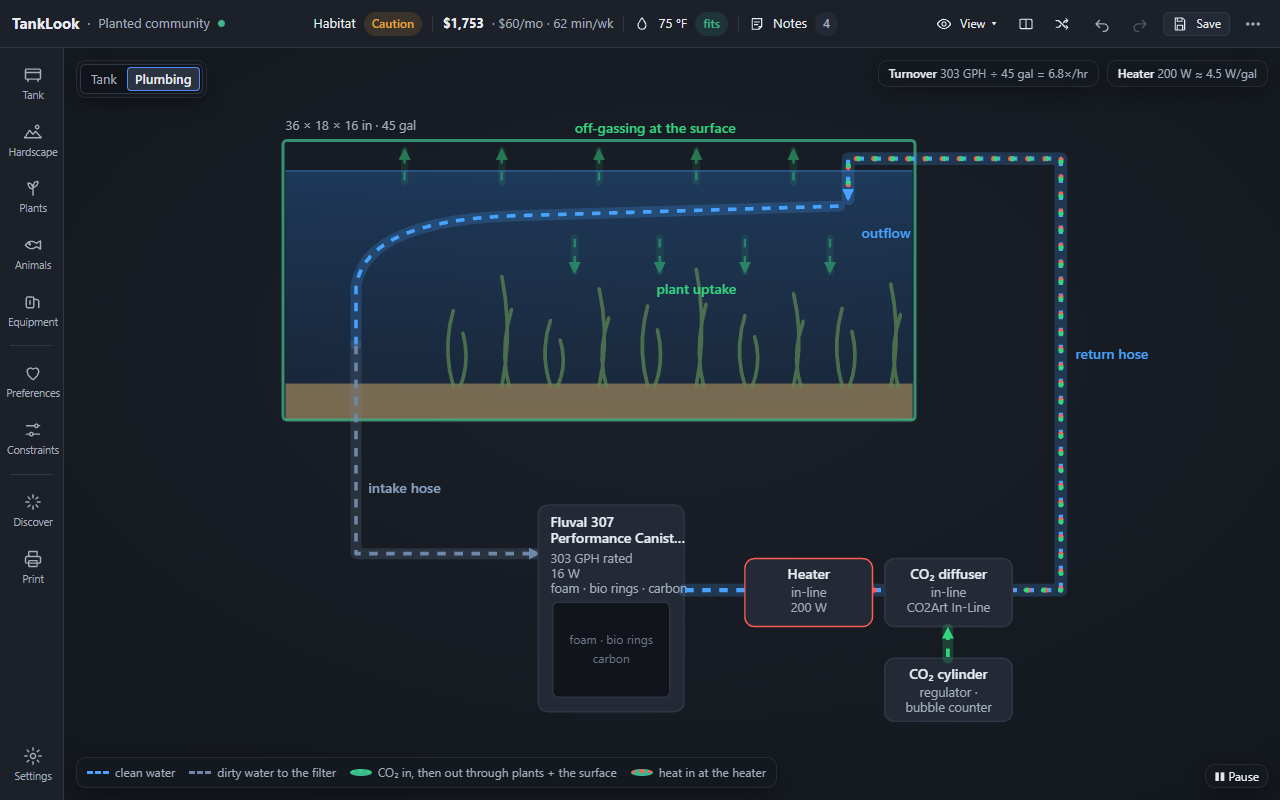 TankLook · Planted community
Habitat Caution $1,753 · $60/mo · 62 min/wk 75 °F fits Notes 4
View Save
Tank
Hardscape
Plants
Animals
Equipment
Preferences
Constraints
Discover
Print
Settings
Tank Plumbing
Turnover 303 GPH ÷ 45 gal = 6.8×/hr
Heater 200 W ≈ 4.5 W/gal
36 × 18 × 16 in · 45 gal
off-gassing at the surface
outflow
plant uptake
return hose
intake hose
Fluval 307
Performance Canist...
303 GPH rated
16 W
foam · bio rings · carbon
foam · bio rings
carbon
Heater
in-line
200 W
CO₂ diffuser
in-line
CO2Art In-Line
CO₂ cylinder
regulator ·
bubble counter
clean water dirty water to the filter CO₂ in, then out through plants + the surface heat in at the heater
Pause